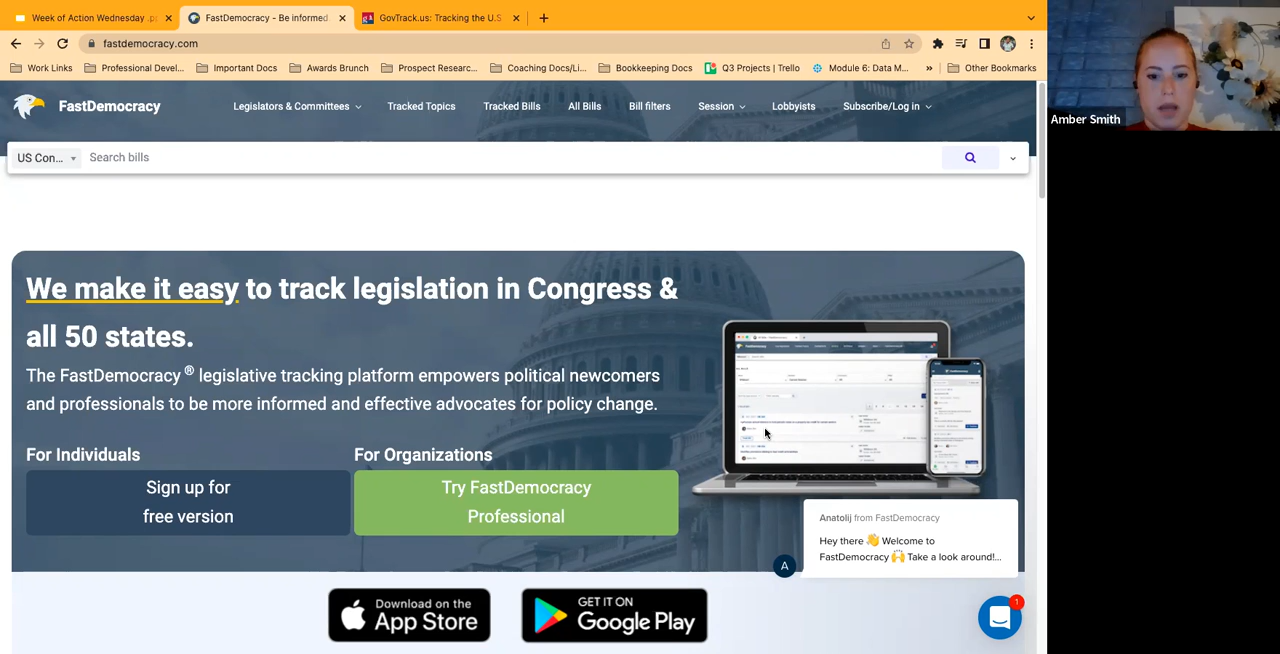 Week of Action Wednesday .p
FastDemocracy - Be informed
GovTrack.us: Tracking the U.S
fastdemocracy.com
Work Links
Professional Devel...
Important Docs
Awards Brunch
Prospect Researc...
Coaching Docs/Li...
Bookkeeping Docs
Q3 Projects | Trello
Module 6: Data M...
»
Other Bookmarks
FastDemocracy
Legislators & Committees
Tracked Topics
Tracked Bills
All Bills
Bill filters
Session
Lobbyists
Subscribe/Log in
US Con...
Search bills
We make it easy to track legislation in Congress &
all 50 states.
The FastDemocracy ® legislative tracking platform empowers political newcomers
and professionals to be more informed and effective advocates for policy change.
For Individuals
Sign up for
free version
For Organizations
Try FastDemocracy
Professional
Anatolij from FastDemocracy
Hey there 👋 Welcome to
FastDemocracy 🙌 Take a look around!...
A
1
Download on the
App Store
GET IT ON
Google Play
Amber Smith